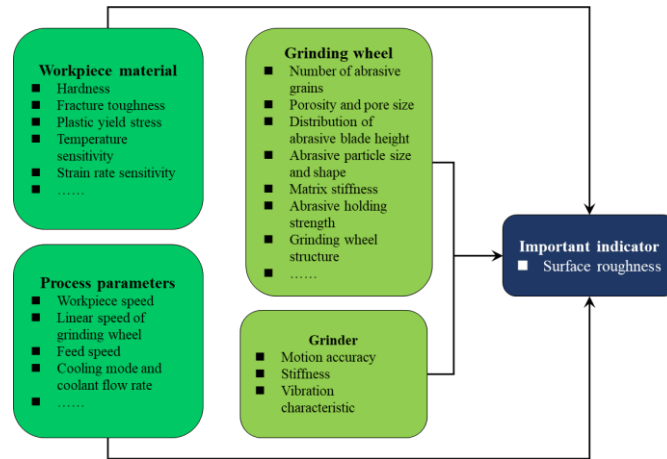 Workpiece material
■ Hardness
■ Fracture toughness
■ Plastic yield stress
■ Temperature
sensitivity
■ Strain rate sensitivity
■ ……
Process parameters
■ Workpiece speed
■ Linear speed of
grinding wheel
■ Feed speed
■ Cooling mode and
coolant flow rate
■ ……
Grinding wheel
■ Number of abrasive
grains
■ Porosity and pore size
■ Distribution of
abrasive blade height
■ Abrasive particle size
and shape
■ Matrix stiffness
■ Abrasive holding
strength
■ Grinding wheel
structure
■ ……
Grinder
■ Motion accuracy
■ Stiffness
■ Vibration
characteristic
Important indicator
■ Surface roughness